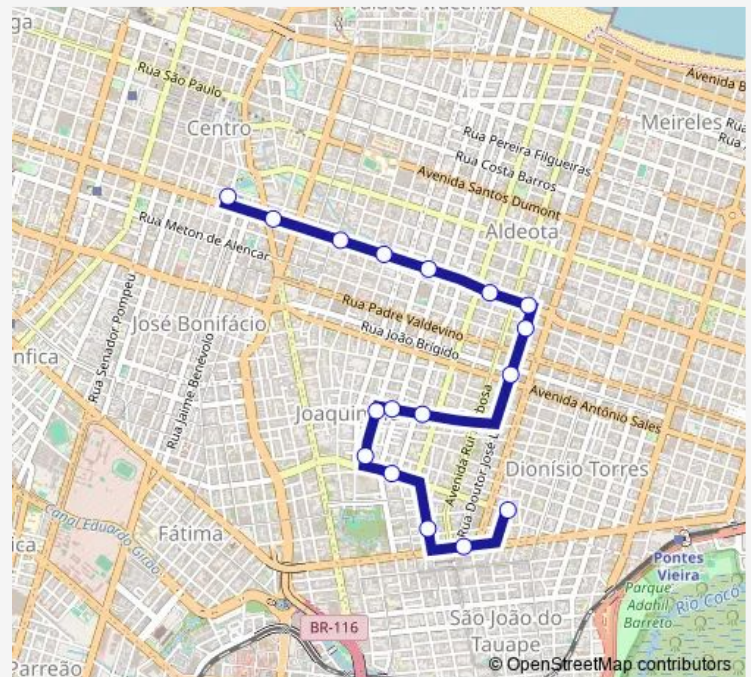 Rua São Paulo
Avenida B
Centro
Meireles
Rua Pereira Filgueiras
Rua Costa Barros
Avenida Santos Dumont
Aldeota
Rua Meton de Alencar
José Bonifácio
Rua Padre Valdevino
Rua João Brígido
Rua Senador Pompeu
Rua Jaime Benévolo
nfica
Joaquim
Avenida Rui
bosa
Avenida Antônio Sales
Rua Doutor José L
Dionísio Torres
Canal Eduardo Girão
Fátima
ica
Pontes
Vieira
Parque
Adahil
Barreto
Rio Cocó
São João do
Tauape
BR-116
Parreão
© OpenStreetMap contributors